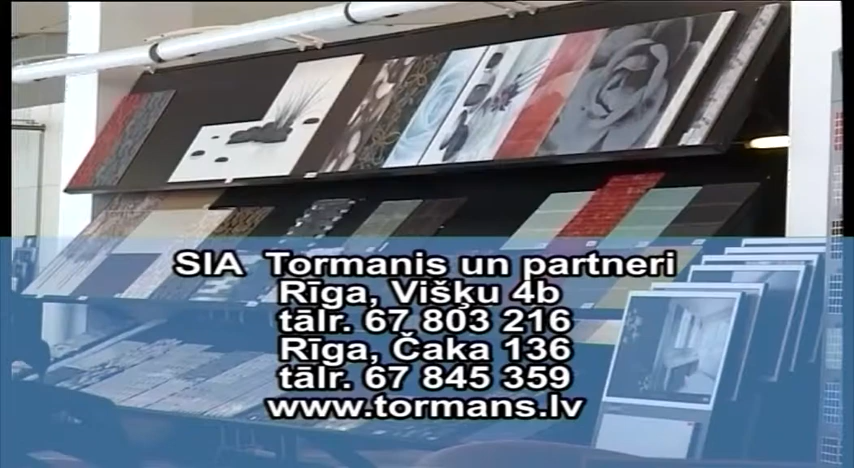 SIA Tormanis un partneri
Rīga, Višķu 4b
tālr. 67 803 216
Rīga, Čaka 136
tālr. 67 845 359
www.tormans.lv